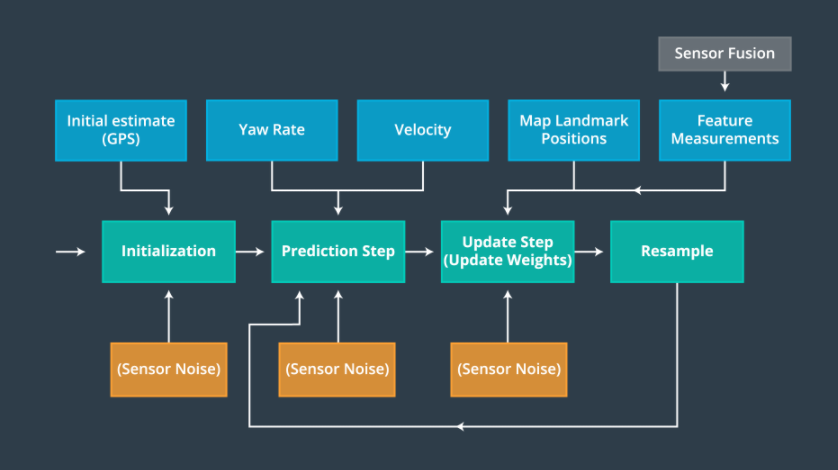 Sensor Fusion
Initial estimate
(GPS)
Yaw Rate
Velocity
Map Landmark
Positions
Feature
Measurements
Initialization
Prediction Step
Update Step
(Update Weights)
Resample
(Sensor Noise)
(Sensor Noise)
(Sensor Noise)